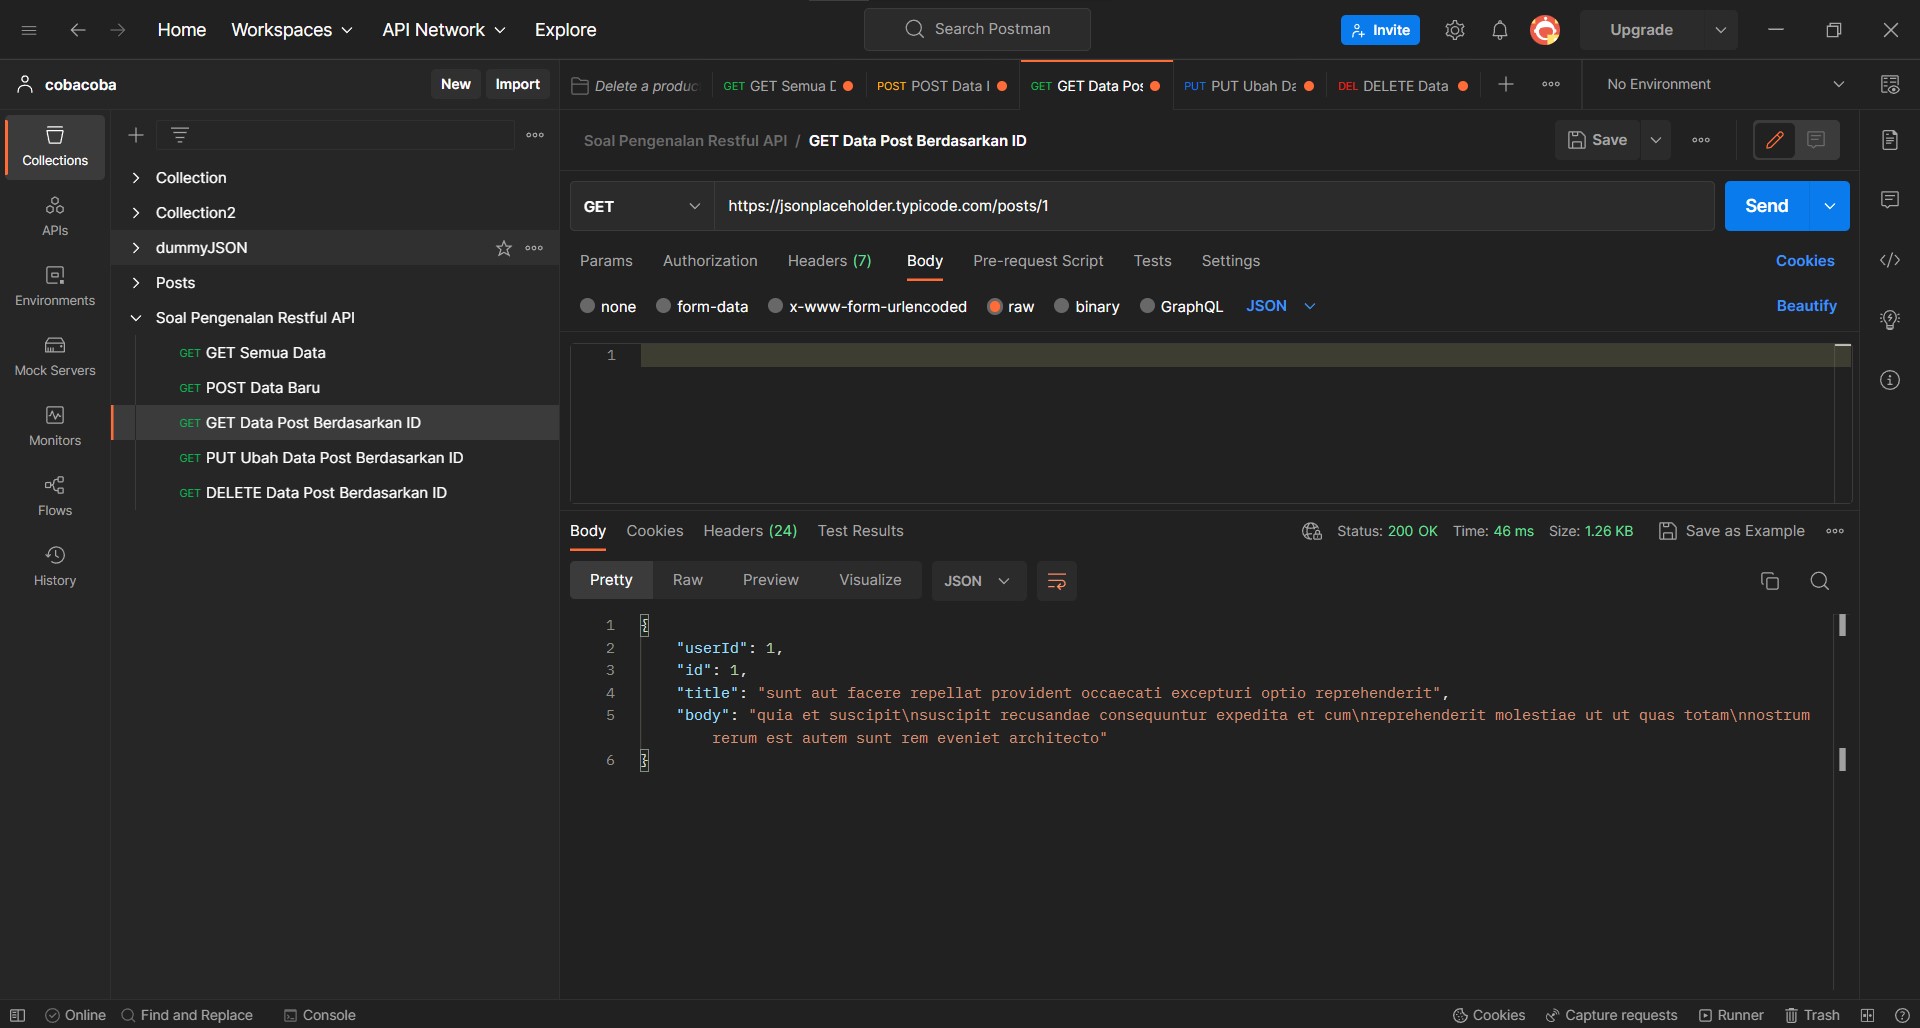 Home Workspaces API Network Explore Search Postman Invite Upgrade
cobacoba New Import
Delete a produc GET GET Semua D POST POST Data I GET GET Data Pos PUT PUT Ubah Da DEL DELETE Data No Environment
Collections
APIs
Environments
Mock Servers
Monitors
Flows
History
Collection
Collection2
dummyJSON
Posts
Soal Pengenalan Restful API
GET GET Semua Data
GET POST Data Baru
GET GET Data Post Berdasarkan ID
GET PUT Ubah Data Post Berdasarkan ID
GET DELETE Data Post Berdasarkan ID
Soal Pengenalan Restful API / GET Data Post Berdasarkan ID Save
GET https://jsonplaceholder.typicode.com/posts/1 Send
Params Authorization Headers (7) Body Pre-request Script Tests Settings Cookies
none form-data x-www-form-urlencoded raw binary GraphQL JSON Beautify
1
Body Cookies Headers (24) Test Results Status: 200 OK Time: 46 ms Size: 1.26 KB Save as Example
Pretty Raw Preview Visualize JSON
1 {
2 "userId": 1,
3 "id": 1,
4 "title": "sunt aut facere repellat provident occaecati excepturi optio reprehenderit",
5 "body": "quia et suscipit\nsuscipit recusandae consequuntur expedita et cum\nreprehenderit molestiae ut ut quas totam\nnostrum
rerum est autem sunt rem eveniet architecto"
6 }
Online Find and Replace Console Cookies Capture requests Runner Trash